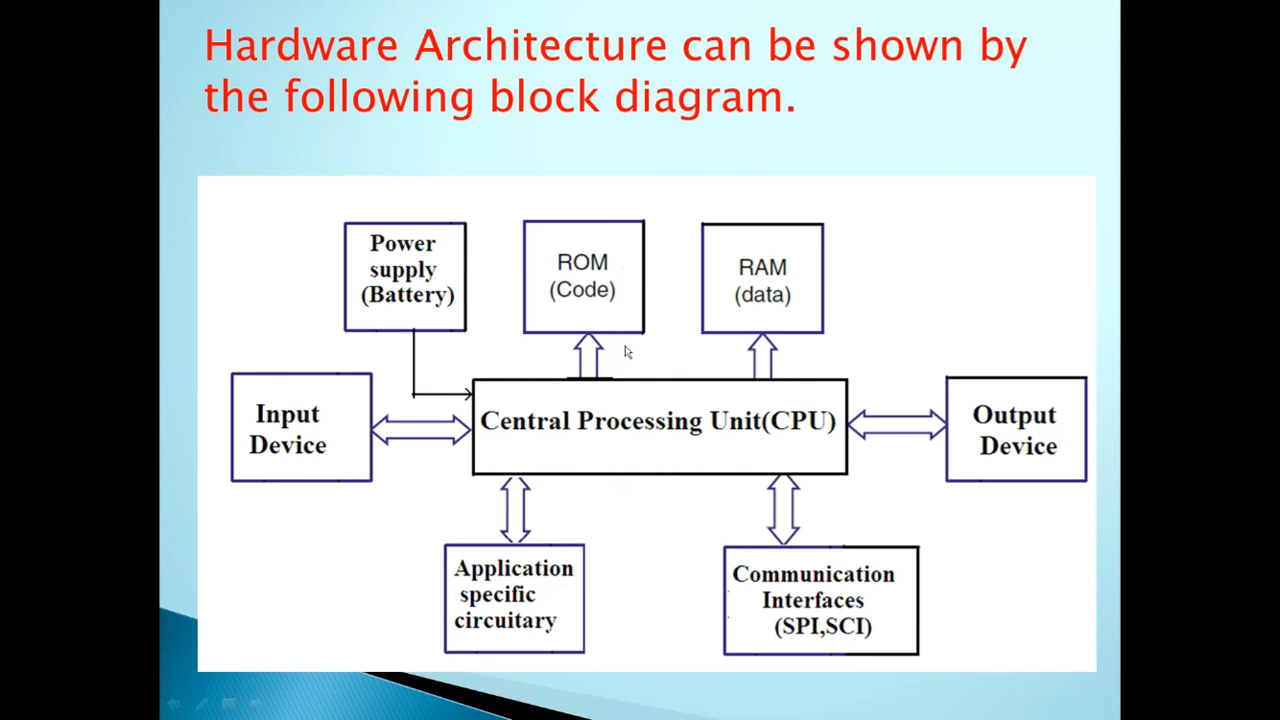 Hardware Architecture can be shown by
the following block diagram.
Power
supply
(Battery)
ROM
(Code)
RAM
(data)
Input
Device
Central Processing Unit(CPU)
Output
Device
Application
specific
circuitary
Communication
Interfaces
(SPI,SCI)